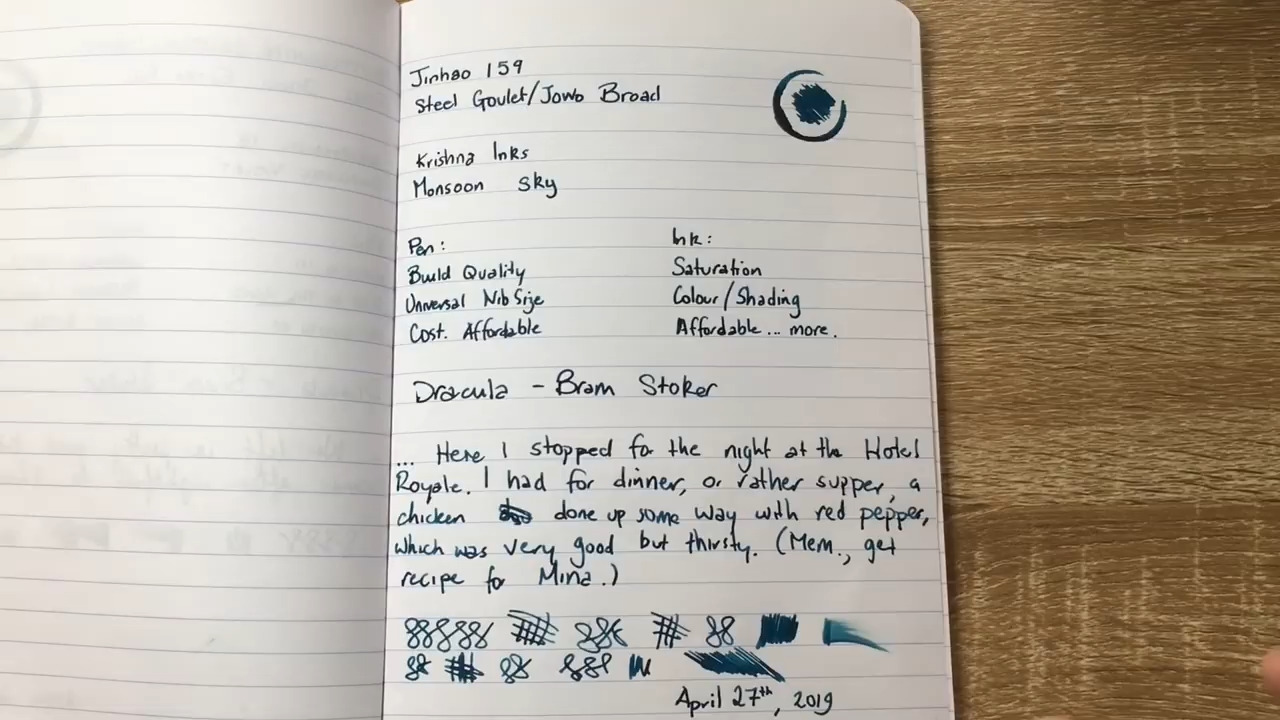 Jinhao 159
Steel Goulet/Jowo Broad
Krishna Inks
Monsoon Sky
Pen:
Build Quality
Universal Nib Size
Cost. Affordable
Ink:
Saturation
Colour/Shading
Affordable... more.
Dracula - Bram Stoker
... Here I stopped for the night at the Hotel
Royale. I had for dinner, or rather supper, a
chicken done up some way with red pepper,
which was very good but thirsty. (Mem., get
recipe for Mina.)
April 27th, 2019